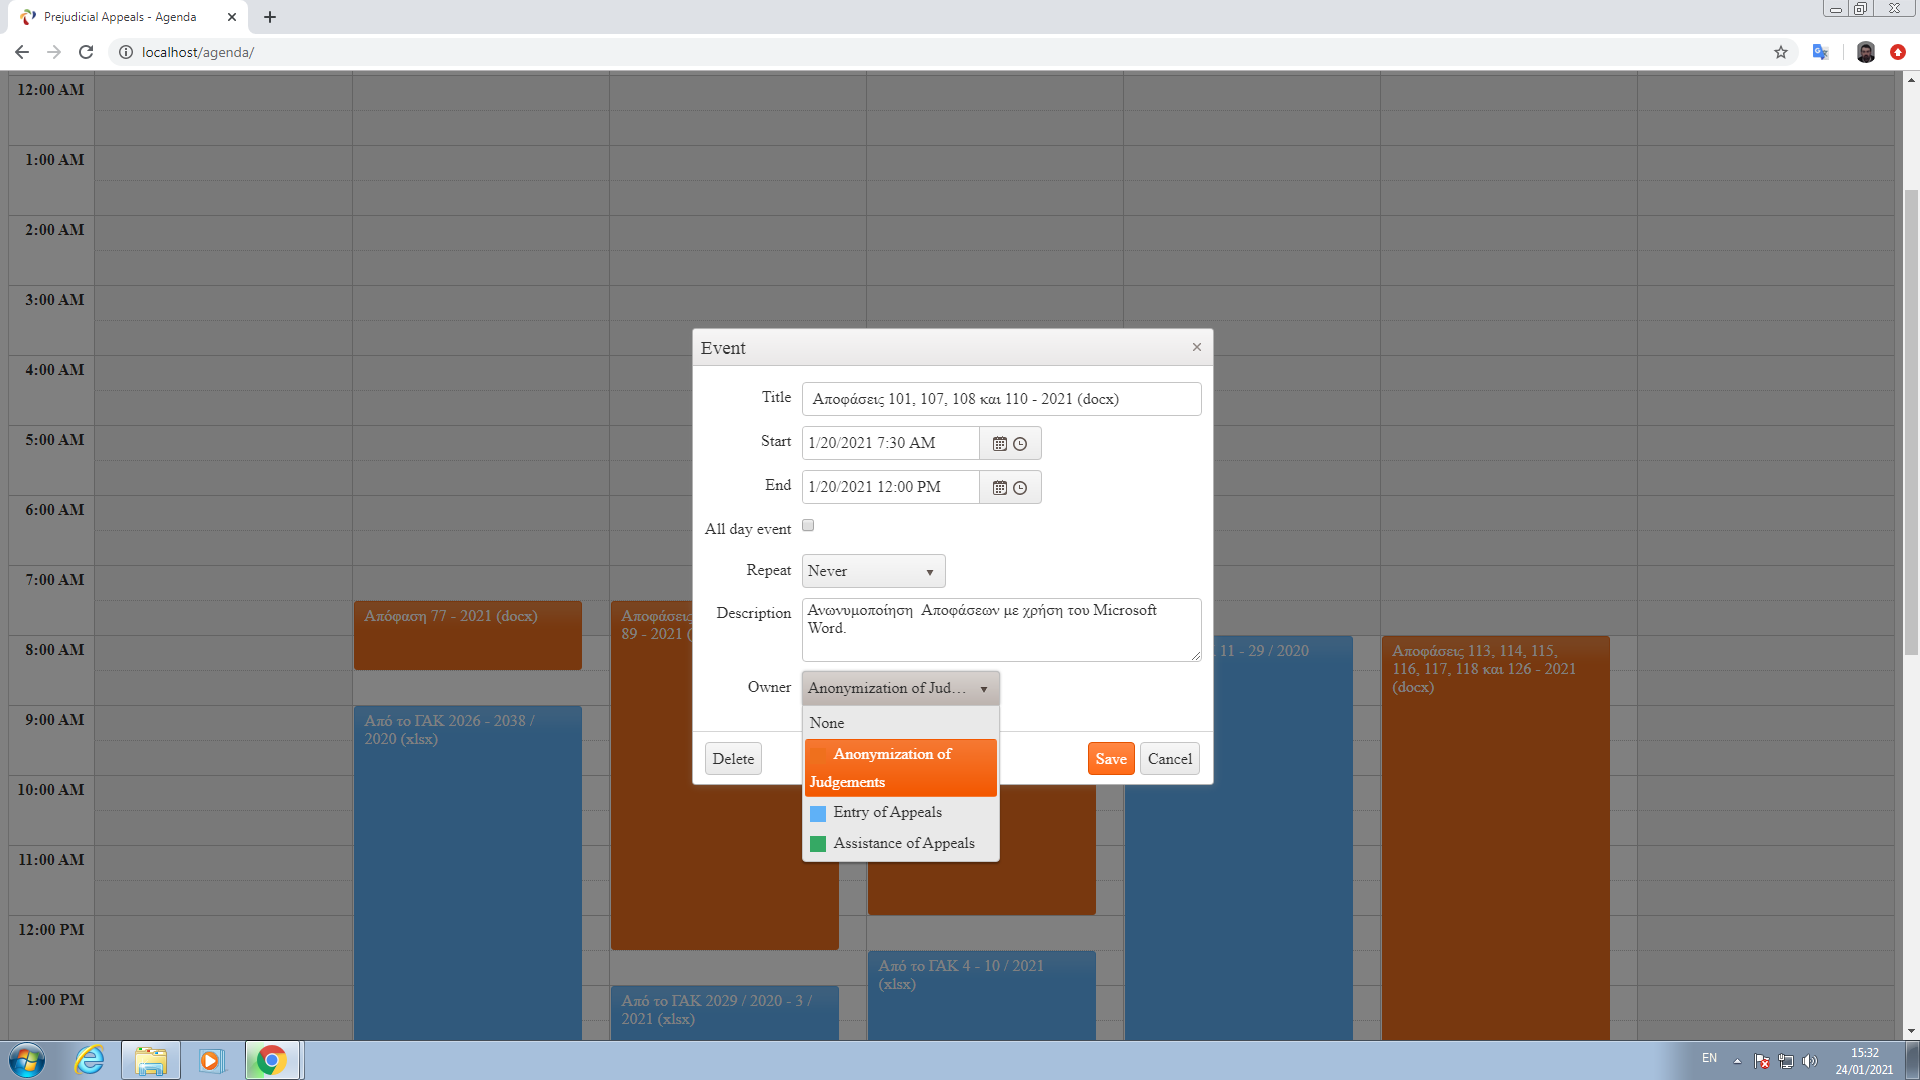 Prejudicial Appeals - Agenda
localhost/agenda/
12:00 AM
1:00 AM
2:00 AM
3:00 AM
4:00 AM
5:00 AM
6:00 AM
7:00 AM
8:00 AM
9:00 AM
10:00 AM
11:00 AM
12:00 PM
1:00 PM
Απόφαση 77 - 2021 (docx)
Από το ΓΑΚ 2026 - 2038 /
2020 (xlsx)
Αποφάσεις
89 - 2021 (
Από το ΓΑΚ 2029 / 2020 - 3 /
2021 (xlsx)
Από το ΓΑΚ 4 - 10 / 2021
(xlsx)
11 - 29 / 2020
Αποφάσεις 113, 114, 115,
116, 117, 118 και 126 - 2021
(docx)
Event
Title
Αποφάσεις 101, 107, 108 και 110 - 2021 (docx)
Start
1/20/2021 7:30 AM
End
1/20/2021 12:00 PM
All day event
Repeat
Never
Description
Ανωνυμοποίηση  Αποφάσεων με χρήση του Microsoft
Word.
Owner
Anonymization of Jud…
None
Anonymization of
Judgements
Entry of Appeals
Assistance of Appeals
Delete
Save
Cancel
EN
15:32
24/01/2021